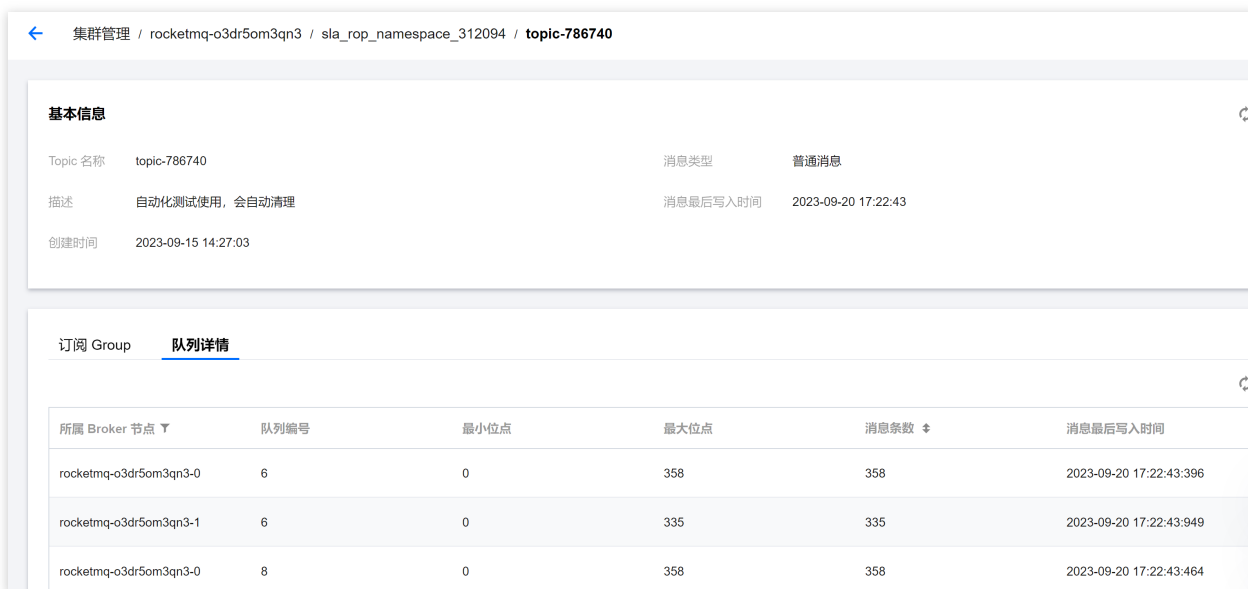 集群管理 / rocketmq-o3dr5om3qn3 / sla_rop_namespace_312094 / topic-786740
基本信息
Topic 名称 topic-786740 消息类型 普通消息
描述 自动化测试使用，会自动清理 消息最后写入时间 2023-09-20 17:22:43
创建时间 2023-09-15 14:27:03
订阅 Group 队列详情
所属 Broker 节点 队列编号 最小位点 最大位点 消息条数 消息最后写入时间
rocketmq-o3dr5om3qn3-0 6 0 358 358 2023-09-20 17:22:43:396
rocketmq-o3dr5om3qn3-1 6 0 335 335 2023-09-20 17:22:43:949
rocketmq-o3dr5om3qn3-0 8 0 358 358 2023-09-20 17:22:43:464